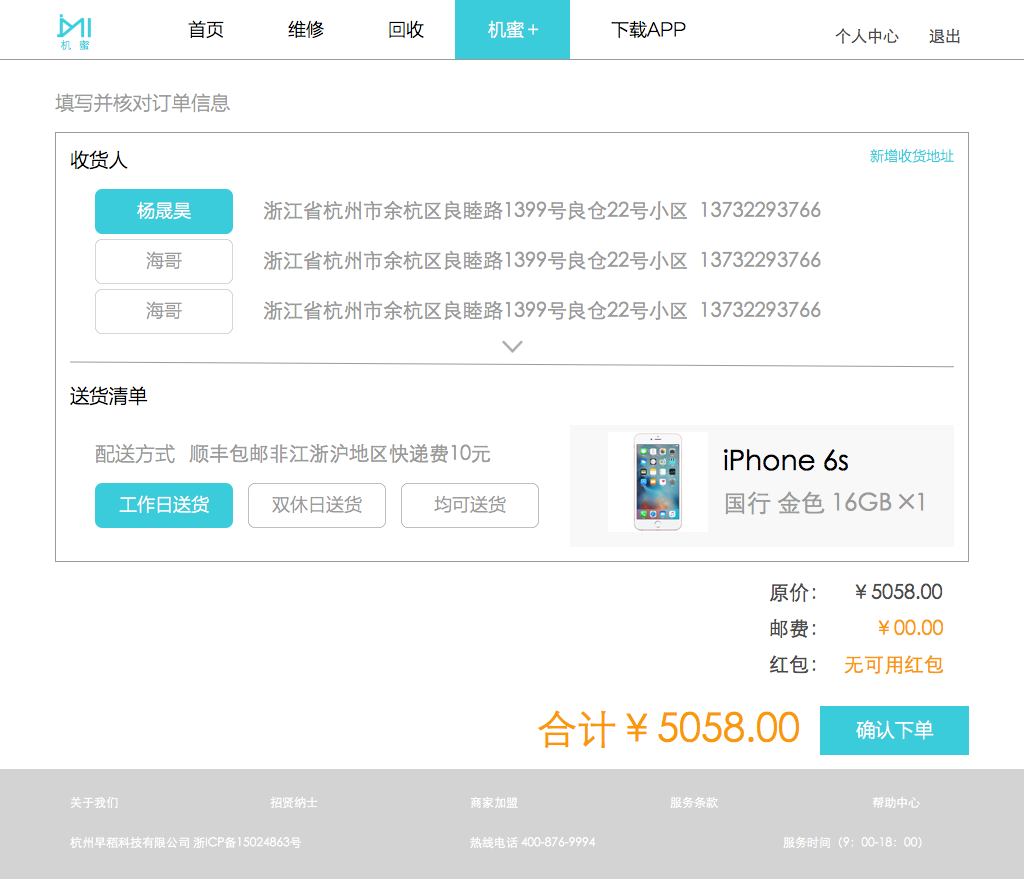 首页 维修 回收 机蜜+ 下载APP 个人中心 退出
机 蜜
填写并核对订单信息
收货人 新增收货地址
杨晟昊 浙江省杭州市余杭区良睦路1399号良仓22号小区 13732293766
海哥 浙江省杭州市余杭区良睦路1399号良仓22号小区 13732293766
海哥 浙江省杭州市余杭区良睦路1399号良仓22号小区 13732293766
送货清单
配送方式 顺丰包邮非江浙沪地区快递费10元
工作日送货 双休日送货 均可送货
iPhone 6s
国行 金色 16GB ×1
原价: ¥5058.00
邮费: ¥00.00
红包: 无可用红包
合计¥5058.00 确认下单
关于我们 招贤纳士 商家加盟 服务条款 帮助中心
杭州早稻科技有限公司 浙ICP备15024863号 热线电话 400-876-9994 服务时间（9：00-18：00）